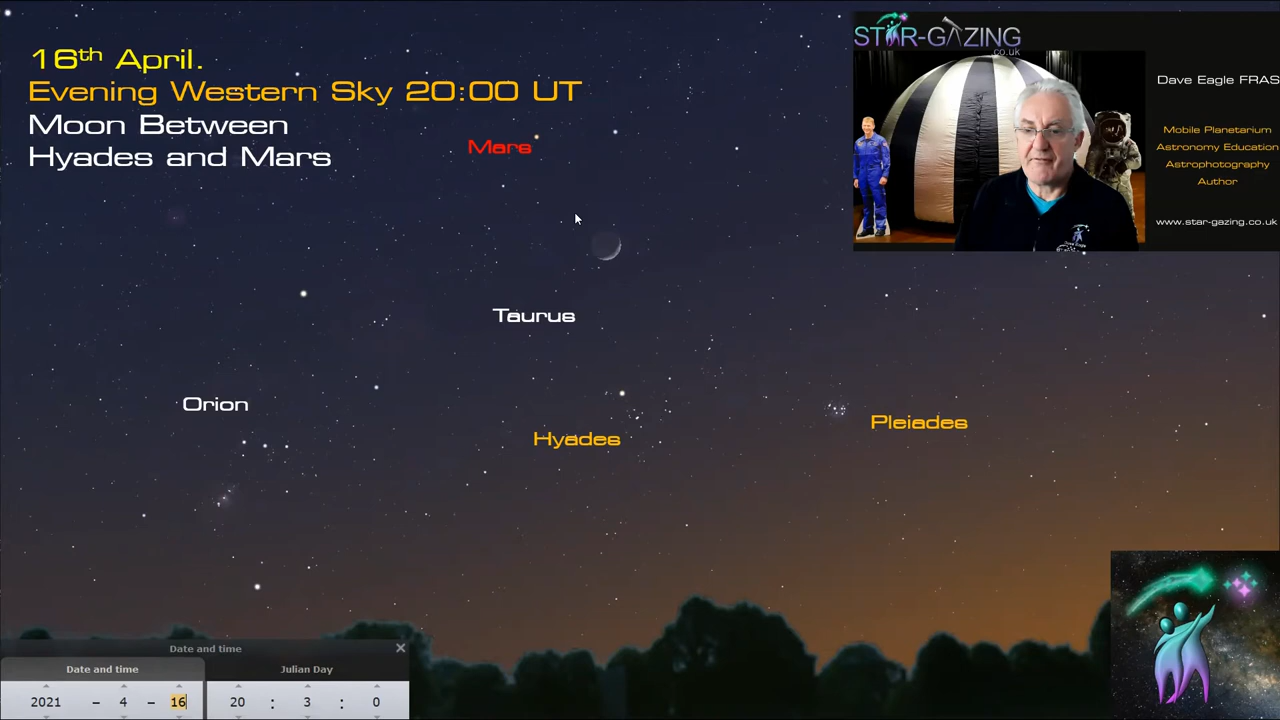 16th April.
Evening Western Sky 20:00 UT
Moon Between
Hyades and Mars
STAR-GAZING
co.uk
Dave Eagle FRAS
Mobile Planetarium
Astronomy Education
Astrophotography
Author
www.star-gazing.co.uk
Mars
Taurus
Orion
Hyades
Pleiades
Date and time
Date and time
Julian Day
2021 - 4 - 16 20 : 3 : 0